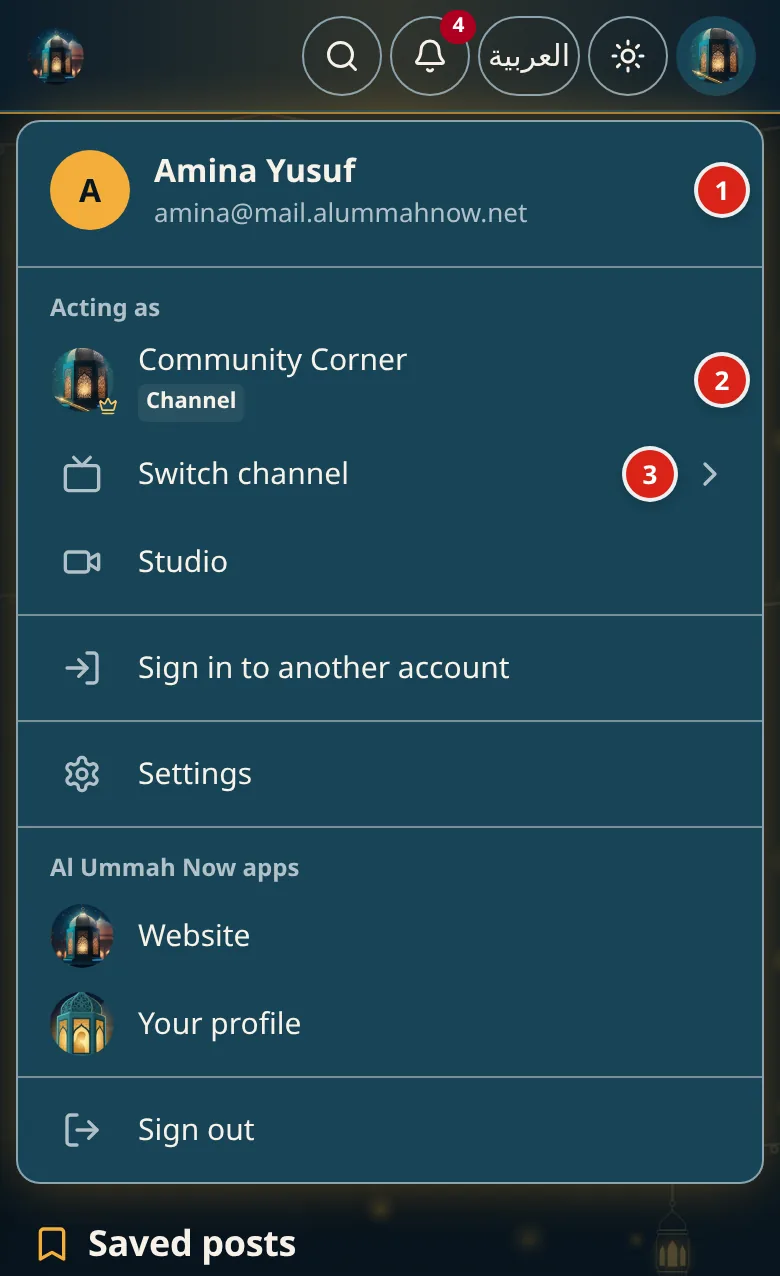 4
العربية
A
Amina Yusuf
amina@mail.alummahnow.net
1
Acting as
Community Corner
Channel
2
Switch channel
3
Studio
Sign in to another account
Settings
Al Ummah Now apps
Website
Your profile
Sign out
Saved posts